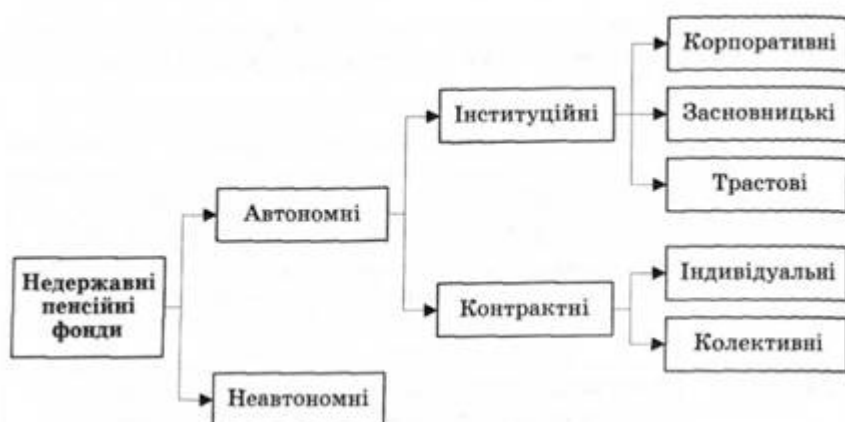 Недержавні
пенсійні
фонди
Автономні
Неавтономні
Інституційні
Контрактні
Корпоративні
Засновницькі
Трастові
Індивідуальні
Колективні